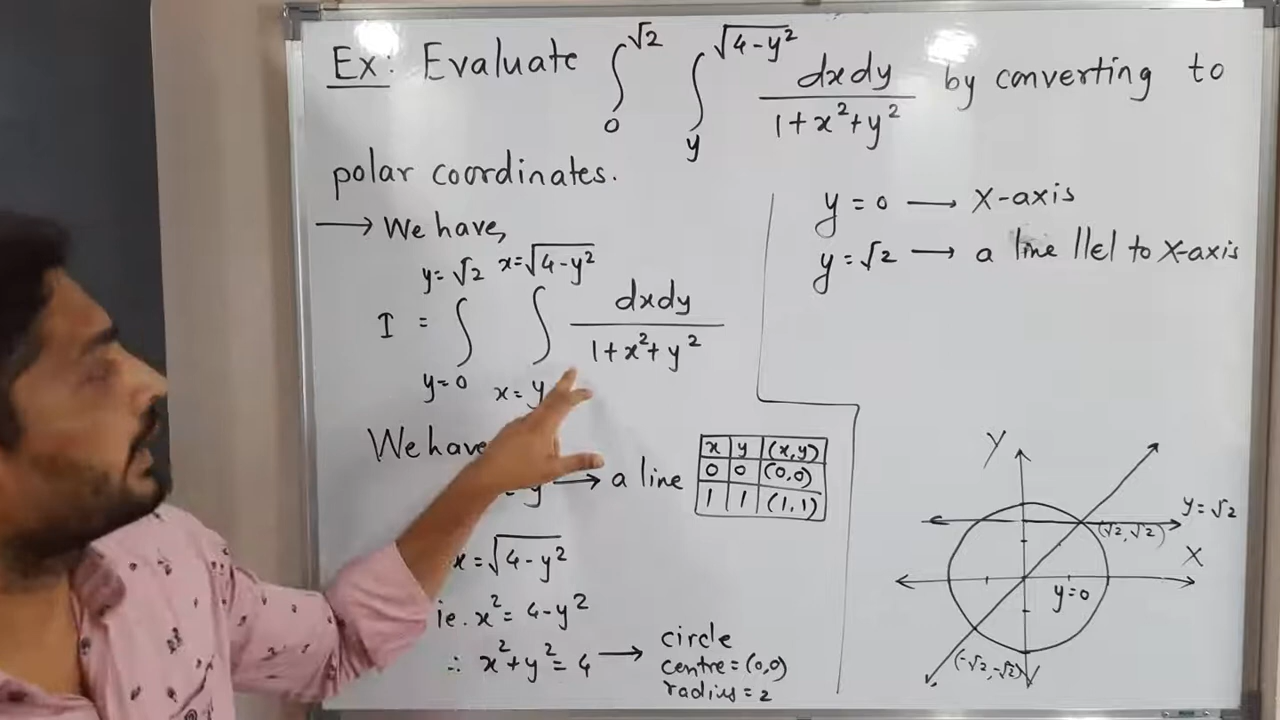 Ex: Evaluate ∫₀^√2 ∫_y^√(4-y²) dxdy/(1+x²+y²) by converting to
polar coordinates.
→ We have,
I = ∫_{y=0}^{y=√2} ∫_{x=y}^{x=√(4-y²)} dxdy/(1+x²+y²)
We have
= y → a line
x y (x,y)
0 0 (0,0)
1 1 (1,1)
x = √(4-y²)
ie. x² = 4-y²
∴ x²+y² = 4 → circle
centre = (0,0)
radius = 2
y = 0 → X-axis
y = √2 → a line llel to X-axis
Y
y = √2
(√2,√2)
X
y=0
(-√2,-√2)